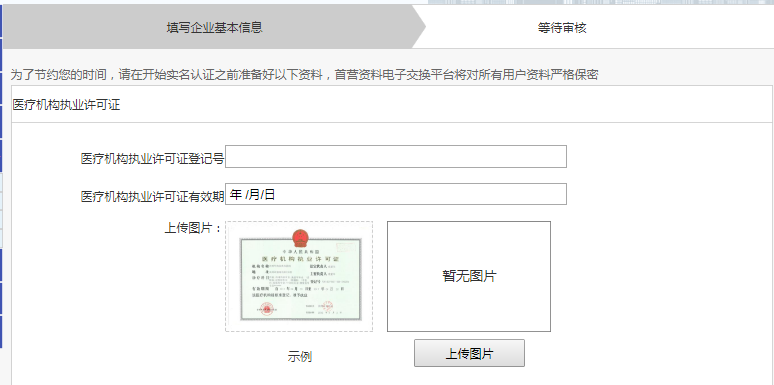 填写企业基本信息
等待审核
为了节约您的时间，请在开始实名认证之前准备好以下资料，首营资料电子交换平台将对所有用户资料严格保密
医疗机构执业许可证
医疗机构执业许可证登记号
医疗机构执业许可证有效期 年 /月/日
上传图片：
中华人民共和国
医疗机构执业许可证
暂无图片
示例
上传图片